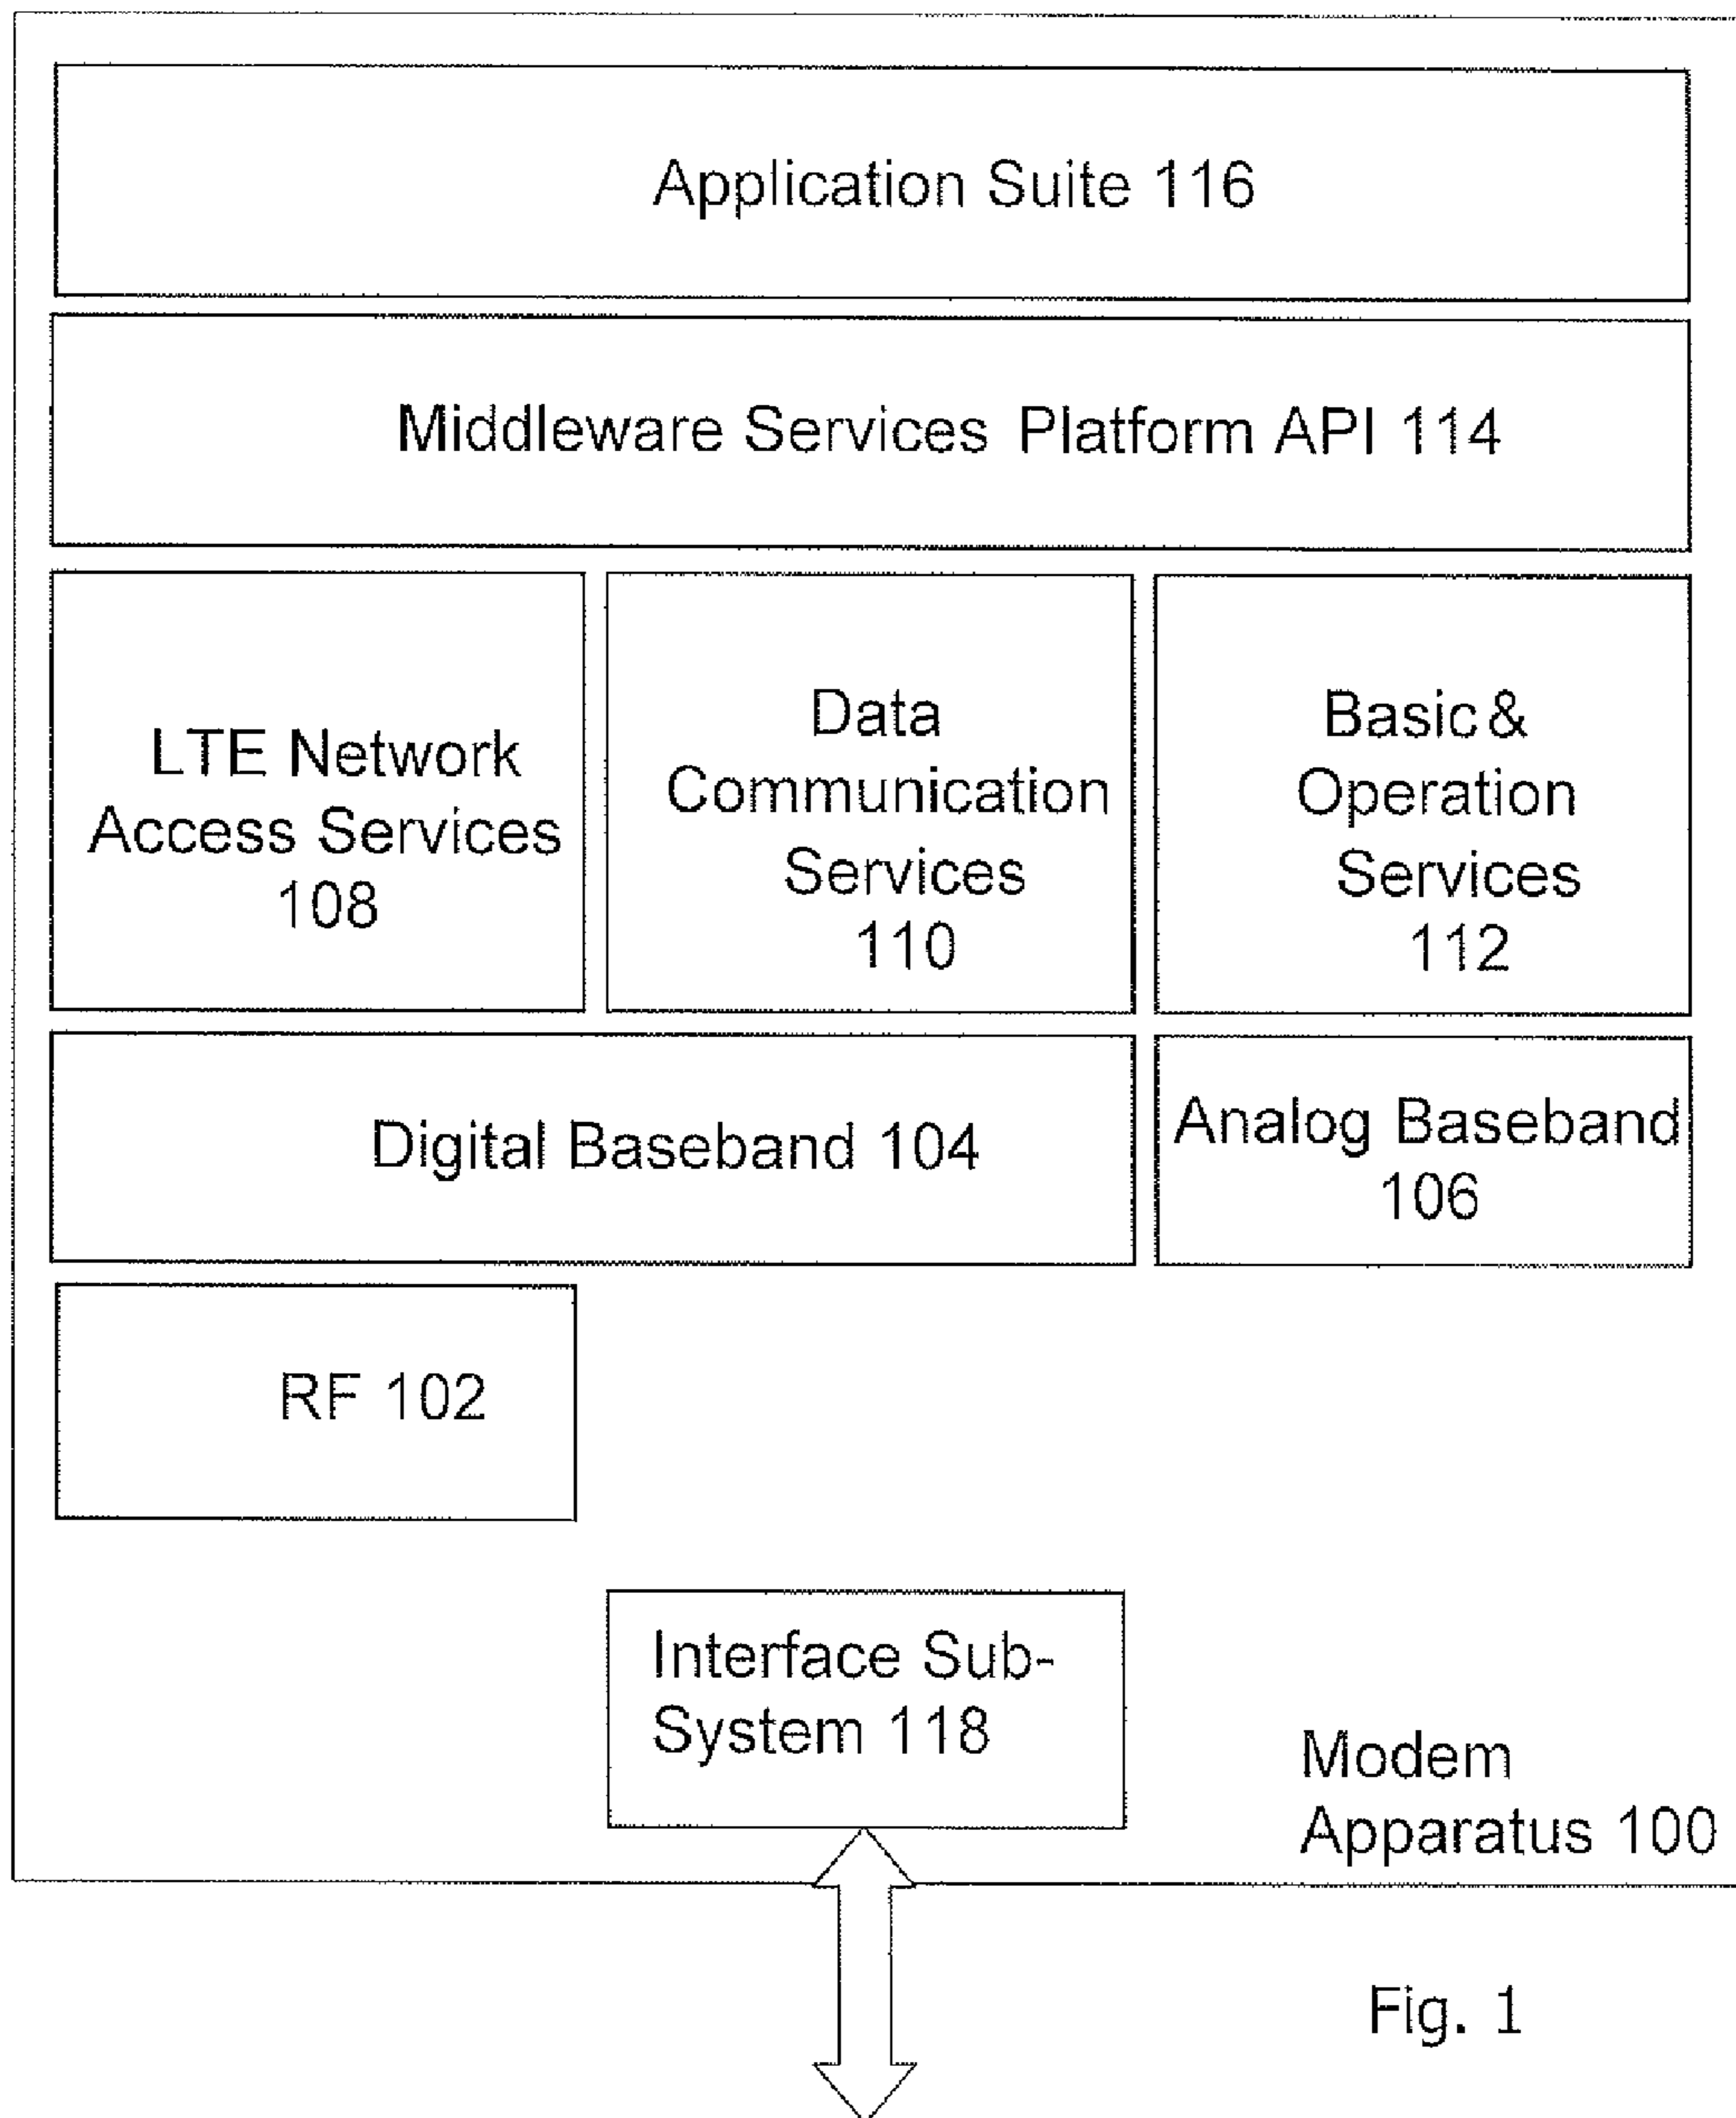 Application Suite 116
Middleware Services Platform API 114
LTE Network
Access Services
108
Data
Communication
Services
110
Basic & 
Operation
Services
112
Digital Baseband 104
Analog Baseband
106
RF 102
Interface Sub-
System 118
Modem
Apparatus 100
Fig. 1